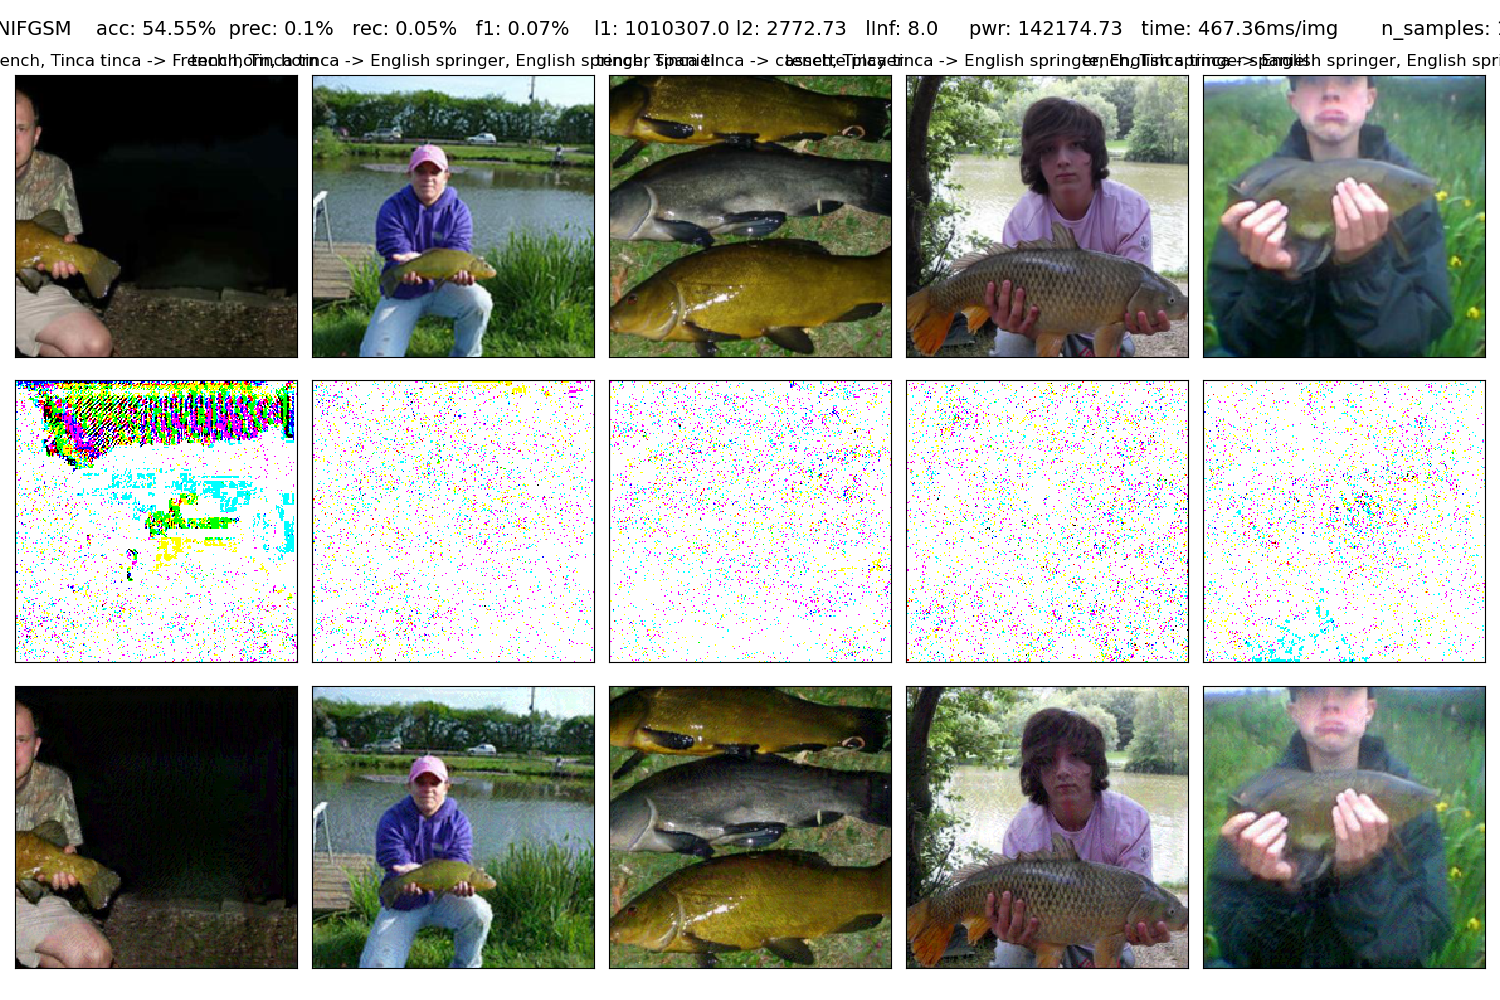 NIFGSM acc: 54.55% prec: 0.1% rec: 0.05% f1: 0.07% l1: 1010307.0 l2: 2772.73 lInf: 8.0 pwr: 142174.73 time: 467.36ms/img n_samples:
ench, Tinca tinca -> French horn, horn tench, Tinca tinca -> English springer, English springer spaniel tench, Tinca tinca -> cassette player tench, Tinca tinca -> English springer, English springer spaniel tench, Tinca tinca -> English springer, English spri